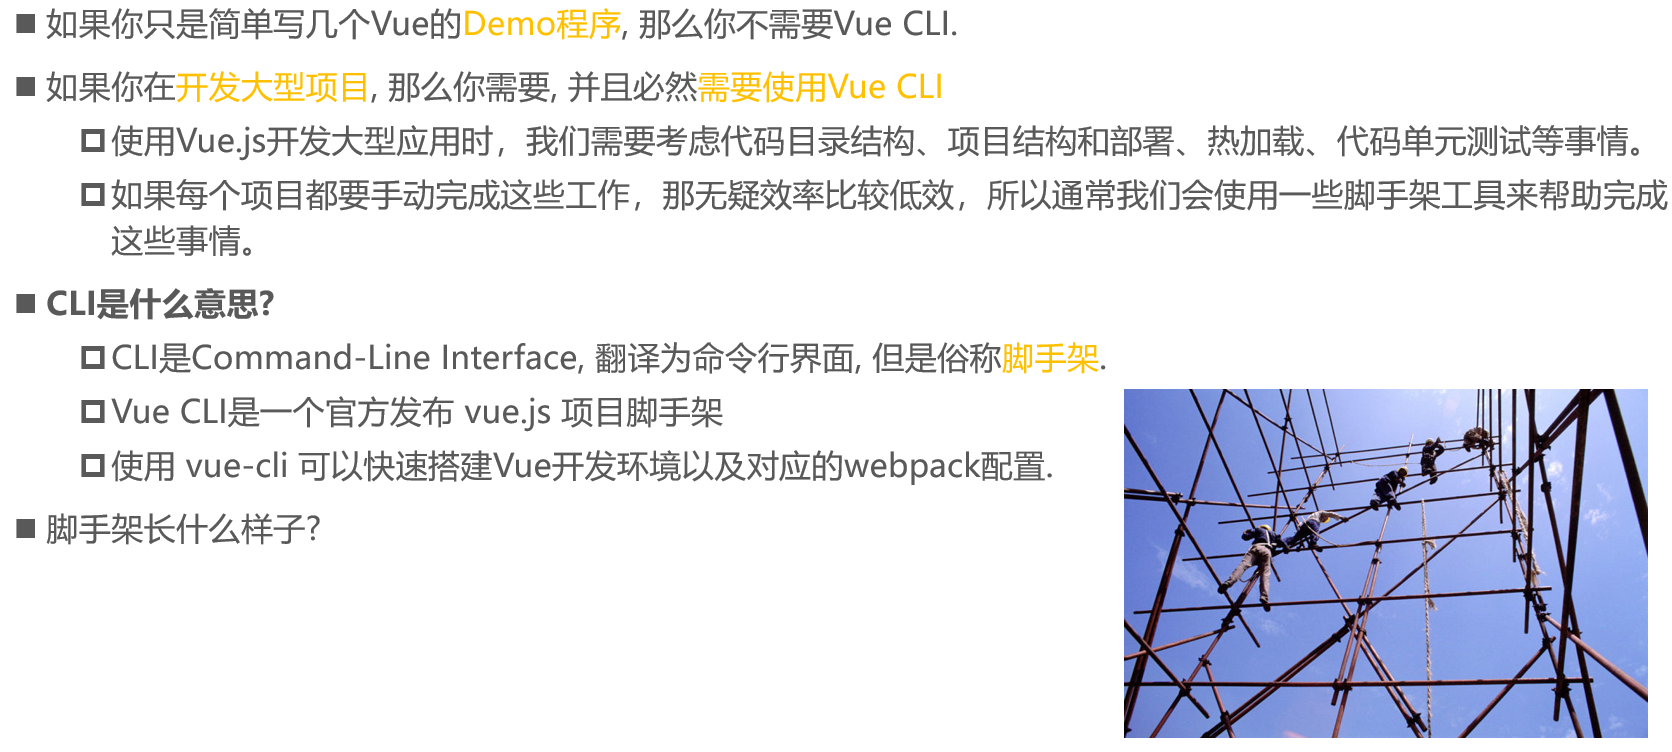 如果你只是简单写几个Vue的Demo程序, 那么你不需要Vue CLI.
如果你在开发大型项目, 那么你需要, 并且必然需要使用Vue CLI
使用Vue.js开发大型应用时，我们需要考虑代码目录结构、项目结构和部署、热加载、代码单元测试等事情。
如果每个项目都要手动完成这些工作，那无疑效率比较低效，所以通常我们会使用一些脚手架工具来帮助完成
这些事情。
CLI是什么意思?
CLI是Command-Line Interface, 翻译为命令行界面, 但是俗称脚手架.
Vue CLI是一个官方发布 vue.js 项目脚手架
使用 vue-cli 可以快速搭建Vue开发环境以及对应的webpack配置.
脚手架长什么样子?